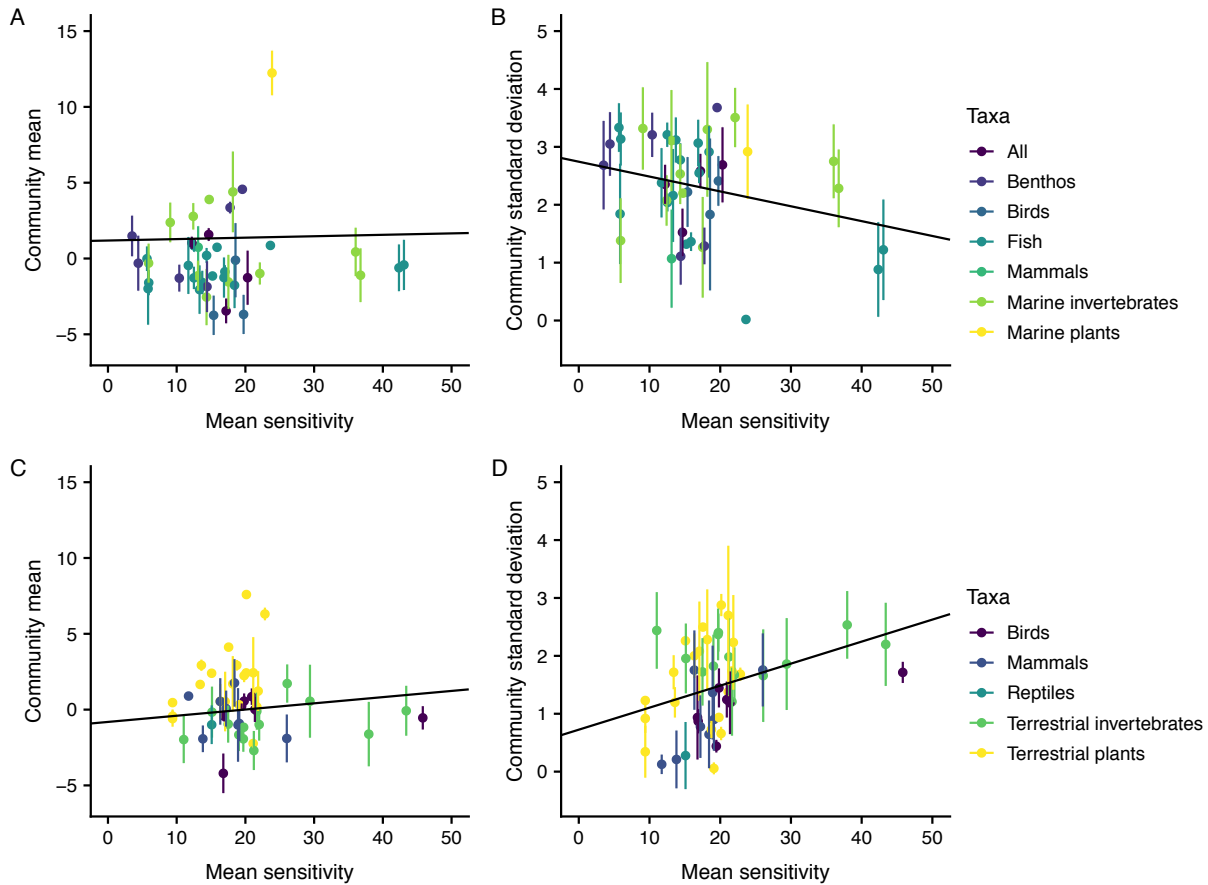 A
15
10
5
0
−5
Community mean
0 10 20 30 40 50
Mean sensitivity
B
5
4
3
2
1
0
Community standard deviation
0 10 20 30 40 50
Mean sensitivity
Taxa
All
Benthos
Birds
Fish
Mammals
Marine invertebrates
Marine plants
C
15
10
5
0
−5
Community mean
0 10 20 30 40 50
Mean sensitivity
D
5
4
3
2
1
0
Community standard deviation
0 10 20 30 40 50
Mean sensitivity
Taxa
Birds
Mammals
Reptiles
Terrestrial invertebrates
Terrestrial plants